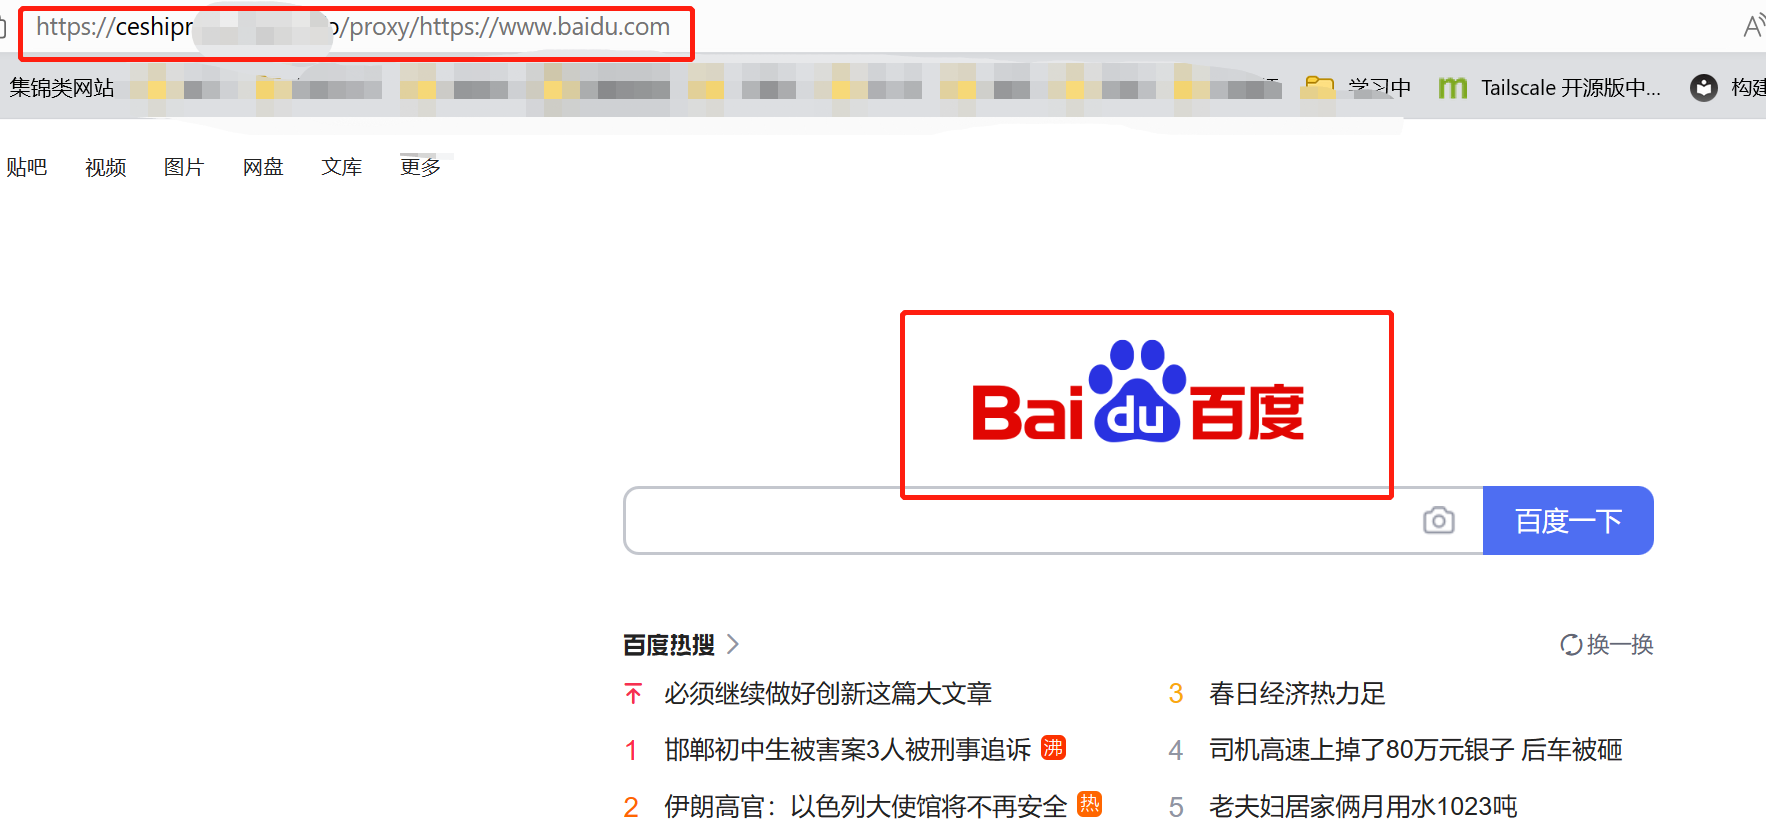 https://ceshipr o/proxy/https://www.baidu.com
集锦类网站 学习中 Tailscale 开源版中... 构建
贴吧 视频 图片 网盘 文库 更多
Bai du 百度
百度一下
百度热搜 换一换
必须继续做好创新这篇大文章
1 邯郸初中生被害案3人被刑事追诉 沸
2 伊朗高官：以色列大使馆将不再安全 热
3 春日经济热力足
4 司机高速上掉了80万元银子 后车被砸
5 老夫妇居家俩月用水1023吨